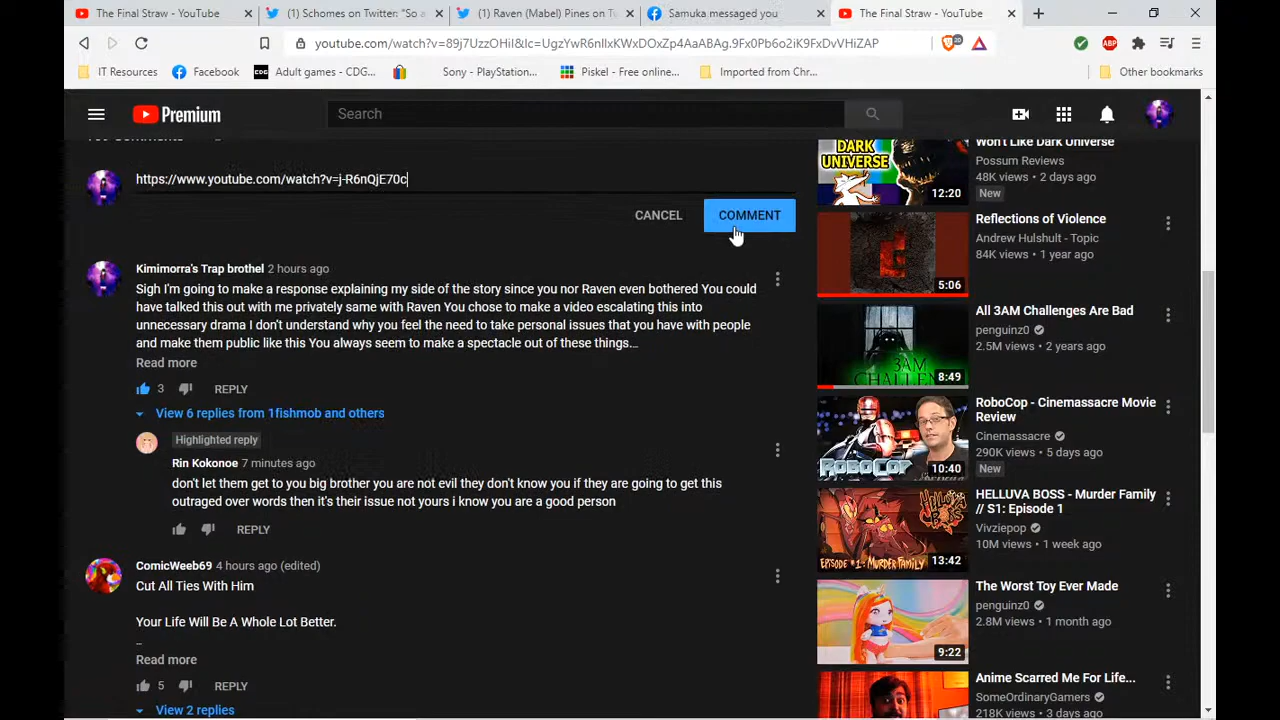 The Final Straw - YouTube
(1) Schomes on Twitter: "So a
(1) Raven (Mabel) Pines on Tw
Samuka messaged you
The Final Straw - YouTube
youtube.com/watch?v=89j7UzzOHiI&lc=UgzYwR6nlIxKWxDOxZp4AaABAg.9Fx0Pb6o2iK9FxDvVHiZAP
20
ABP
IT Resources
Facebook
CDG
Adult games - CDG...
Sony - PlayStation...
Piskel - Free online...
Imported from Chr...
Other bookmarks
Premium
Search
https://www.youtube.com/watch?v=j-R6nQjE70c
CANCEL
COMMENT
Kimimorra's Trap brothel 2 hours ago
Sigh I'm going to make a response explaining my side of the story since you nor Raven even bothered You could
have talked this out with me privately same with Raven You chose to make a video escalating this into
unnecessary drama I don't understand why you feel the need to take personal issues that you have with people
and make them public like this You always seem to make a spectacle out of these things...
Read more
3
REPLY
View 6 replies from 1fishmob and others
Highlighted reply
Rin Kokonoe 7 minutes ago
don't let them get to you big brother you are not evil they don't know you if they are going to get this
outraged over words then it's their issue not yours i know you are a good person
REPLY
ComicWeeb69 4 hours ago (edited)
Cut All Ties With Him
Your Life Will Be A Whole Lot Better.
..
Read more
5
REPLY
View 2 replies
DARK
UNIVERSE
12:20
Won't Like Dark Universe
Possum Reviews
48K views • 2 days ago
New
5:06
Reflections of Violence
Andrew Hulshult - Topic
84K views • 1 year ago
3AM
CHALLEN
8:49
All 3AM Challenges Are Bad
penguinz0
2.5M views • 2 years ago
ROBOCOP
10:40
RoboCop - Cinemassacre Movie
Review
Cinemassacre
290K views • 5 days ago
New
HELLUVA BOSS
EPISODE * 1: MURDER FAMILY
13:42
HELLUVA BOSS - Murder Family
// S1: Episode 1
Vivziepop
10M views • 1 week ago
9:22
The Worst Toy Ever Made
penguinz0
2.8M views • 1 month ago
Anime Scarred Me For Life...
SomeOrdinaryGamers
218K views • 3 days ago